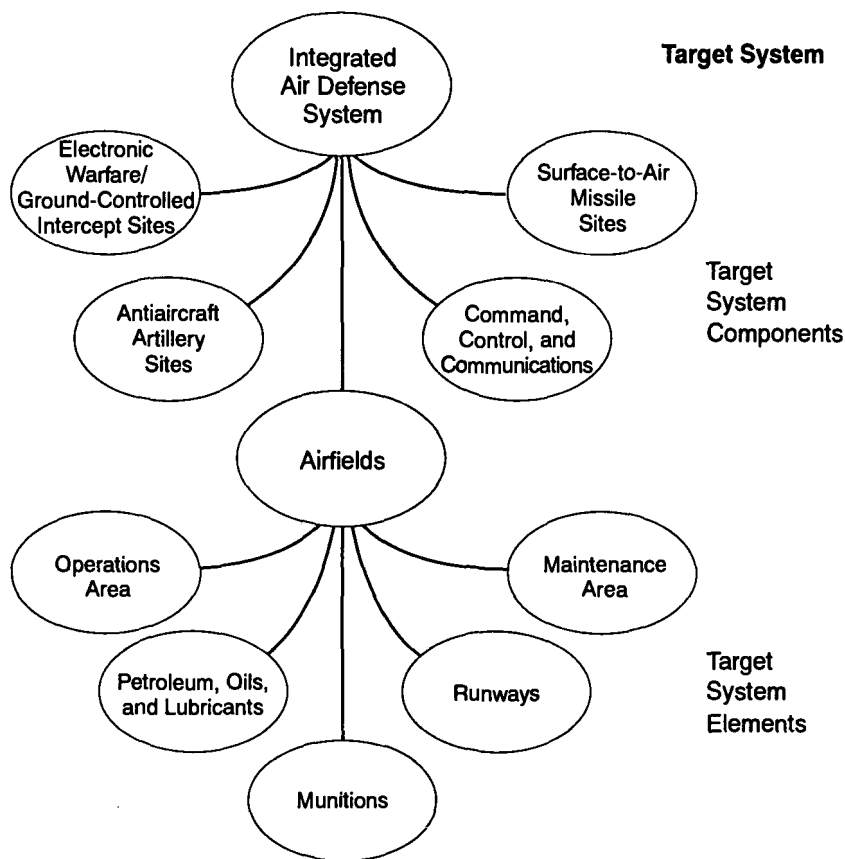 Integrated
Air Defense
System
Target System
Electronic
Warfare/
Ground-Controlled
Intercept Sites
Surface-to-Air
Missile
Sites
Antiaircraft
Artillery
Sites
Command,
Control, and
Communications
Target
System
Components
Airfields
Operations
Area
Maintenance
Area
Petroleum, Oils,
and Lubricants
Runways
Target
System
Elements
Munitions